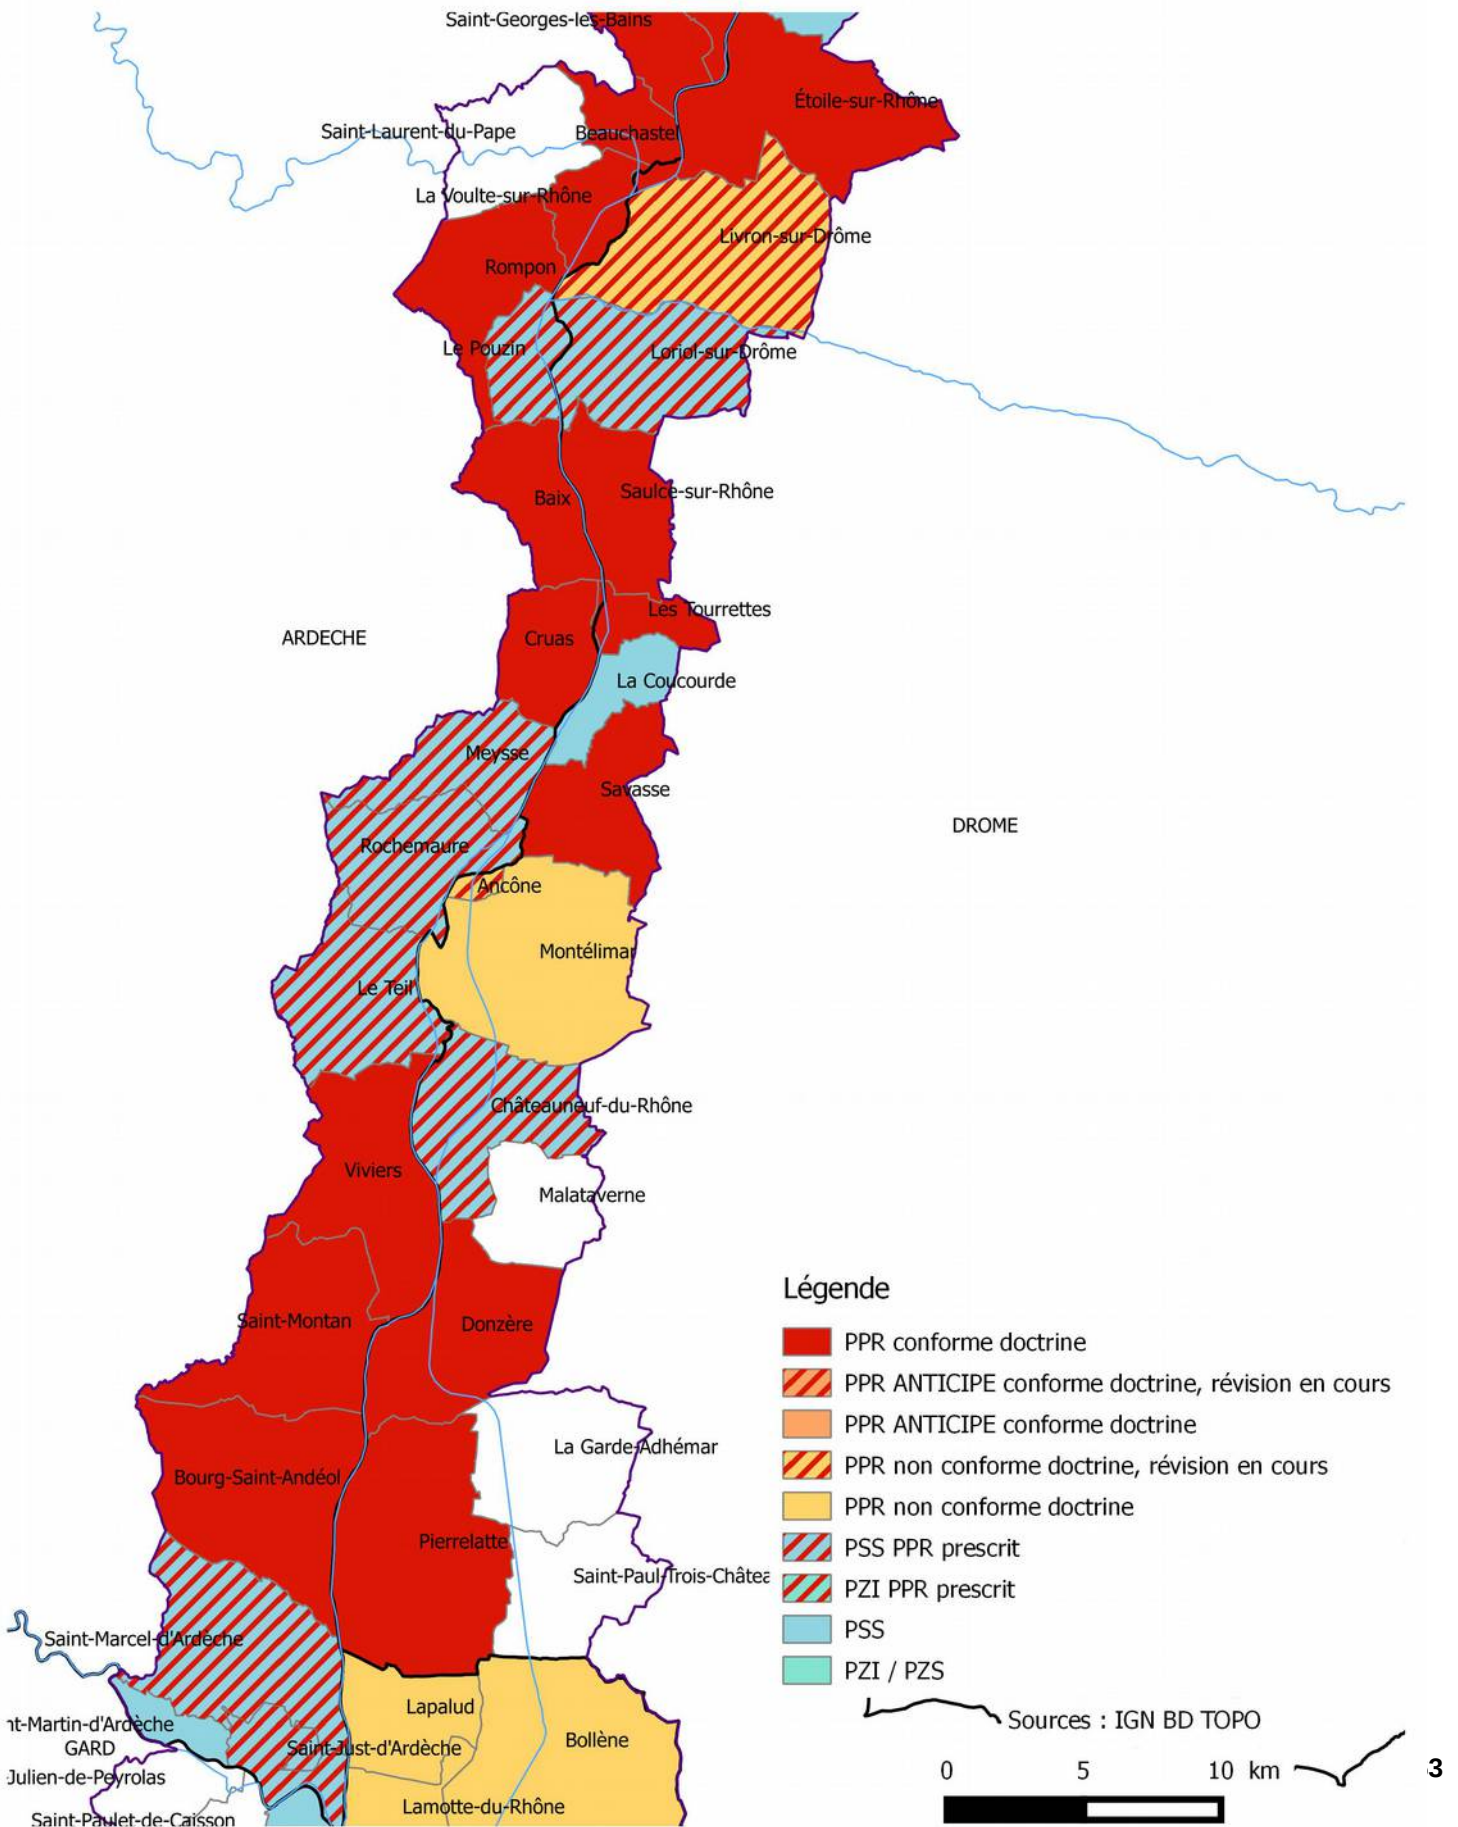 Saint-Georges-les-Bains
Étoile-sur-Rhône
Saint-Laurent-du-Pape
Beauchastel
La Voulte-sur-Rhône
Livron-sur-Drôme
Rompon
Le Pouzin
Loriol-sur-Drôme
Baix
Saulce-sur-Rhône
Les Tourrettes
ARDECHE
Cruas
La Coucourde
Meysse
Savasse
DROME
Rochemaure
Ancône
Montélimar
Le Teil
Châteauneuf-du-Rhône
Viviers
Malataverne
Saint-Montan
Donzère
La Garde-Adhémar
Bourg-Saint-Andéol
Pierrelatte
Saint-Paul-Trois-Châtea
Saint-Marcel-d'Ardèche
Lapalud
nt-Martin-d'Ardèche
GARD
Saint-Just-d'Ardèche
Bollène
Julien-de-Peyrolas
Lamotte-du-Rhône
Saint-Paulet-de-Caisson
Légende
PPR conforme doctrine
PPR ANTICIPE conforme doctrine, révision en cours
PPR ANTICIPE conforme doctrine
PPR non conforme doctrine, révision en cours
PPR non conforme doctrine
PSS PPR prescrit
PZI PPR prescrit
PSS
PZI / PZS
Sources : IGN BD TOPO
0 5 10 km
3